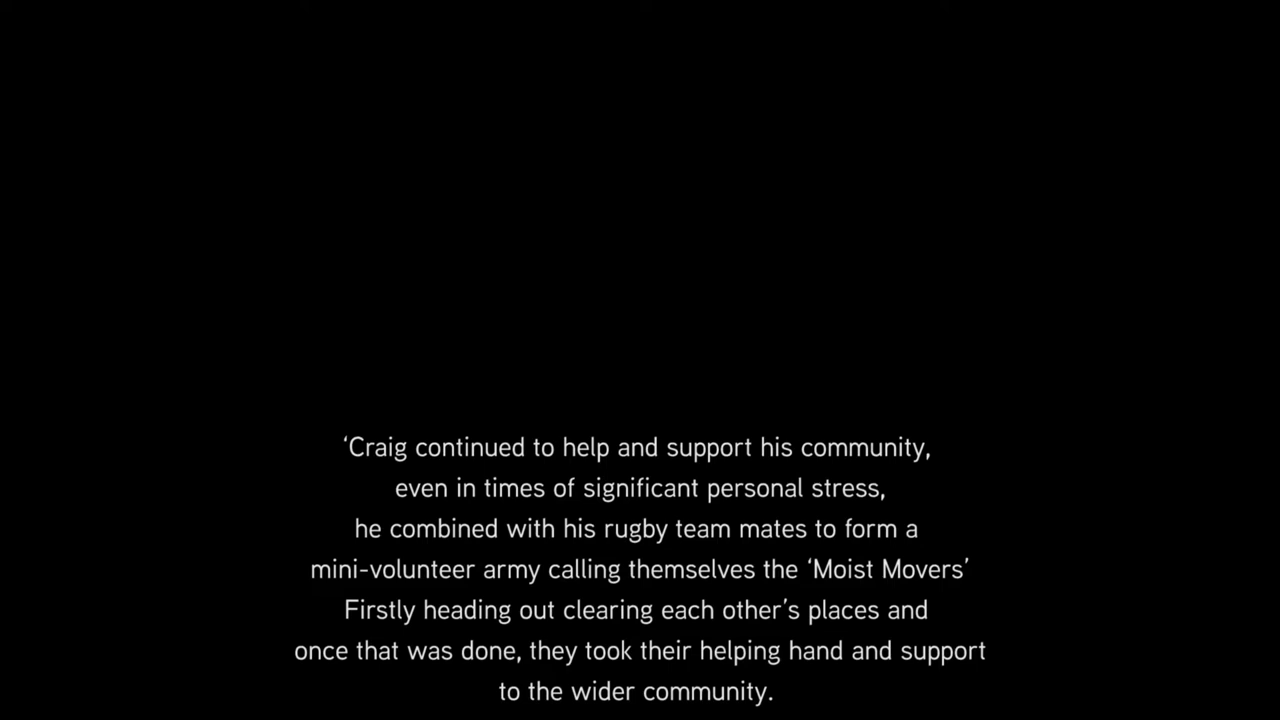 ‘Craig continued to help and support his community,
even in times of significant personal stress,
he combined with his rugby team mates to form a
mini-volunteer army calling themselves the ‘Moist Movers’
Firstly heading out clearing each other’s places and
once that was done, they took their helping hand and support
to the wider community.